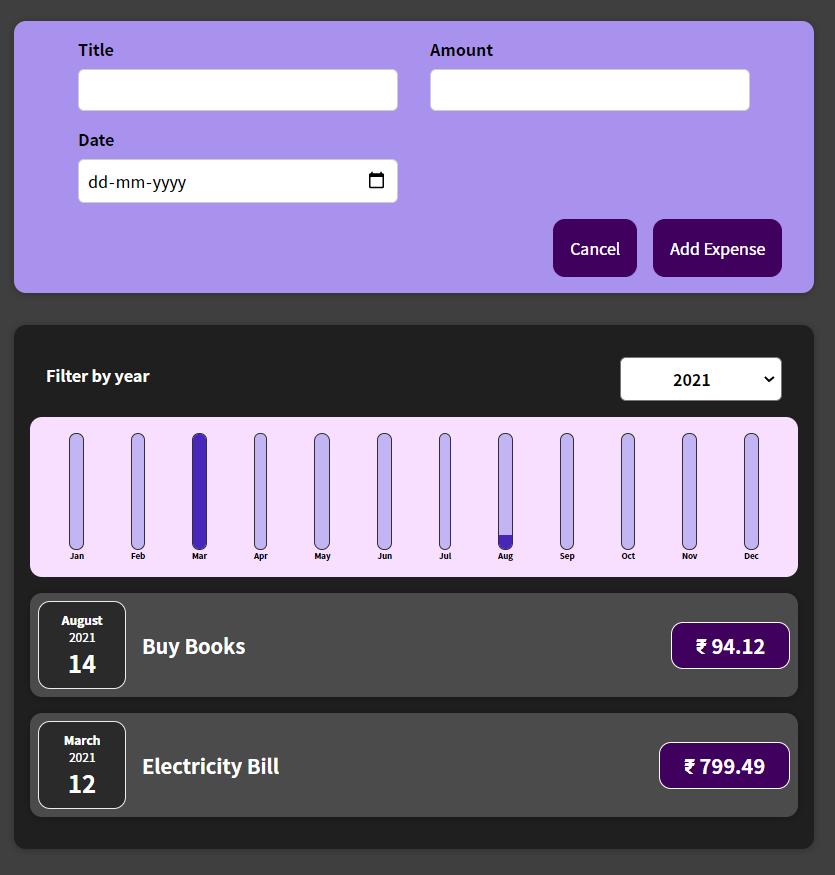 Title Amount
Date
dd-mm-yyyy
Cancel Add Expense
Filter by year 2021
Jan Feb Mar Apr May Jun Jul Aug Sep Oct Nov Dec
August
2021
14
Buy Books
₹ 94.12
March
2021
12
Electricity Bill
₹ 799.49